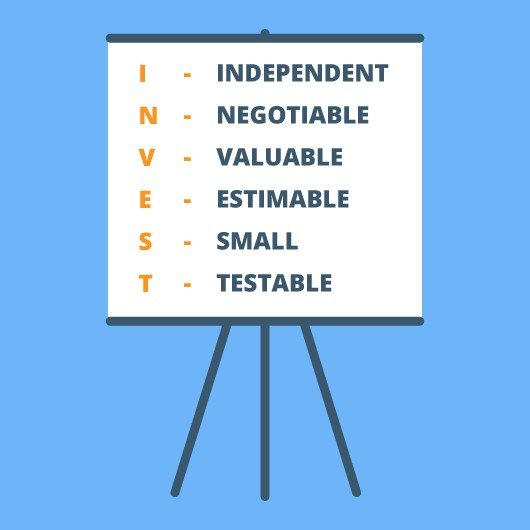 I - INDEPENDENT
N - NEGOTIABLE
V - VALUABLE
E - ESTIMABLE
S - SMALL
T - TESTABLE